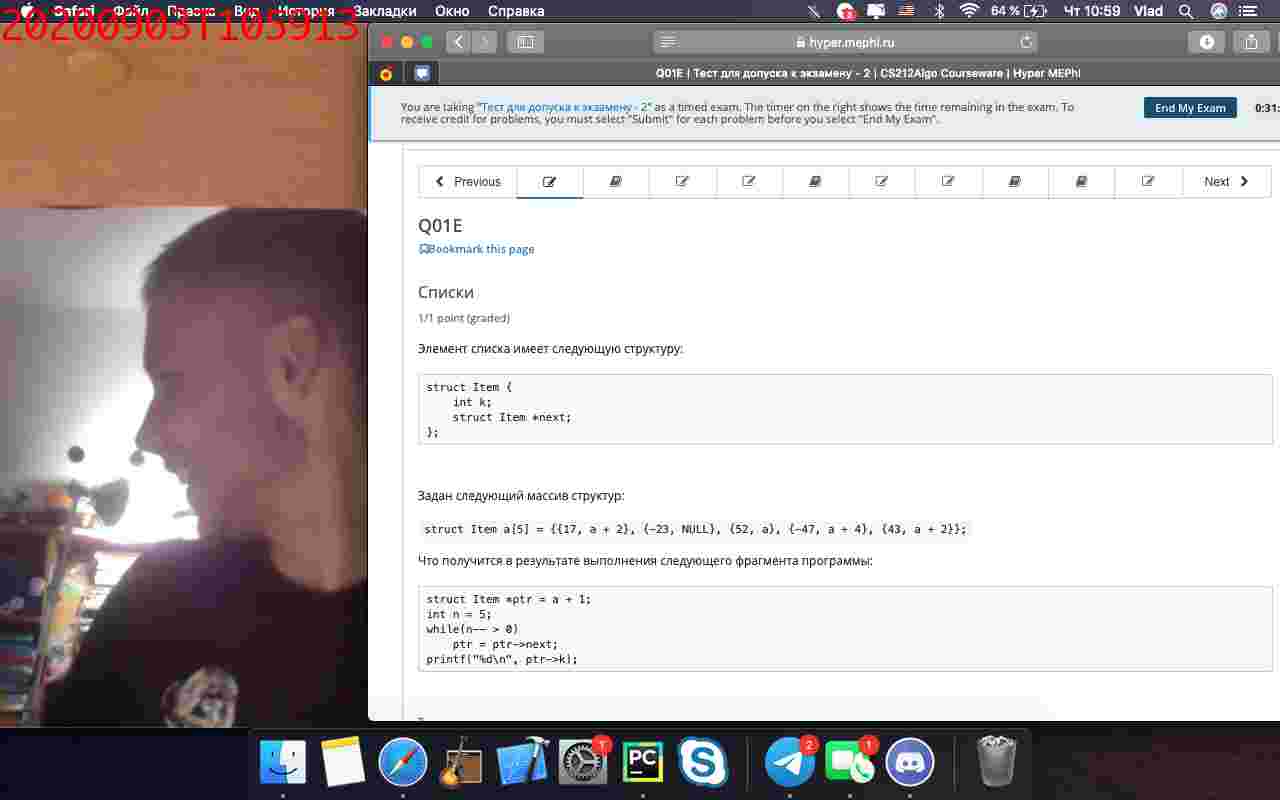 20200903T105913
Safari Файл Правка Вид История Закладки Окно Справка
64 % Чт 10:59 Vlad
hyper.mephi.ru
Q01E | Тест для допуска к экзамену - 2 | CS212Algo Courseware | Hyper MEPhI
You are taking "Тест для допуска к экзамену - 2" as a timed exam. The timer on the right shows the time remaining in the exam. To
receive credit for problems, you must select "Submit" for each problem before you select "End My Exam".
End My Exam
0:31:
Previous
Next
Q01E
Bookmark this page
Списки
1/1 point (graded)
Элемент списка имеет следующую структуру:
struct Item {
int k;
struct Item *next;
};
Задан следующий массив структур:
struct Item a[5] = {{17, a + 2}, {-23, NULL}, {52, a}, {-47, a + 4}, {43, a + 2}};
Что получится в результате выполнения следующего фрагмента программы:
struct Item *ptr = a + 1;
int n = 5;
while(n-- > 0)
ptr = ptr->next;
printf("%d\n", ptr->k);
1
PC
2
1